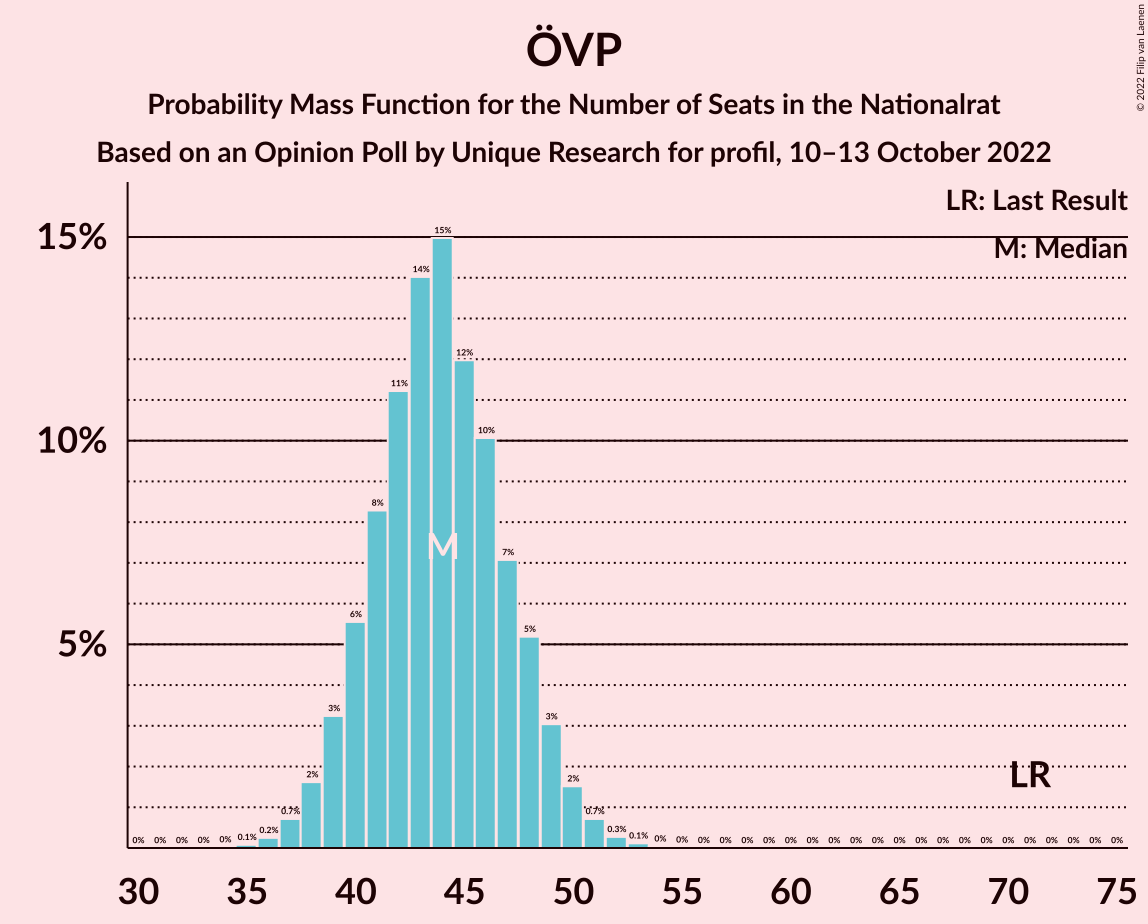 ÖVP
Probability Mass Function for the Number of Seats in the Nationalrat
Based on an Opinion Poll by Unique Research for profil, 10–13 October 2022
© 2022 Filip van Laenen
LR: Last Result
M: Median
15%
10%
5%
0% 0% 0% 0% 0% 0.1% 0.2% 0.7% 2% 3% 6% 8% 11% 14% 15% 12% 10% 7% 5% 3% 2% 0.7% 0.3% 0.1% 0% 0% 0% 0% 0% 0% 0% 0% 0% 0% 0% 0% 0% 0% 0% 0% 0% 0% 0% 0% 0% 0%
M
LR
30 35 40 45 50 55 60 65 70 75